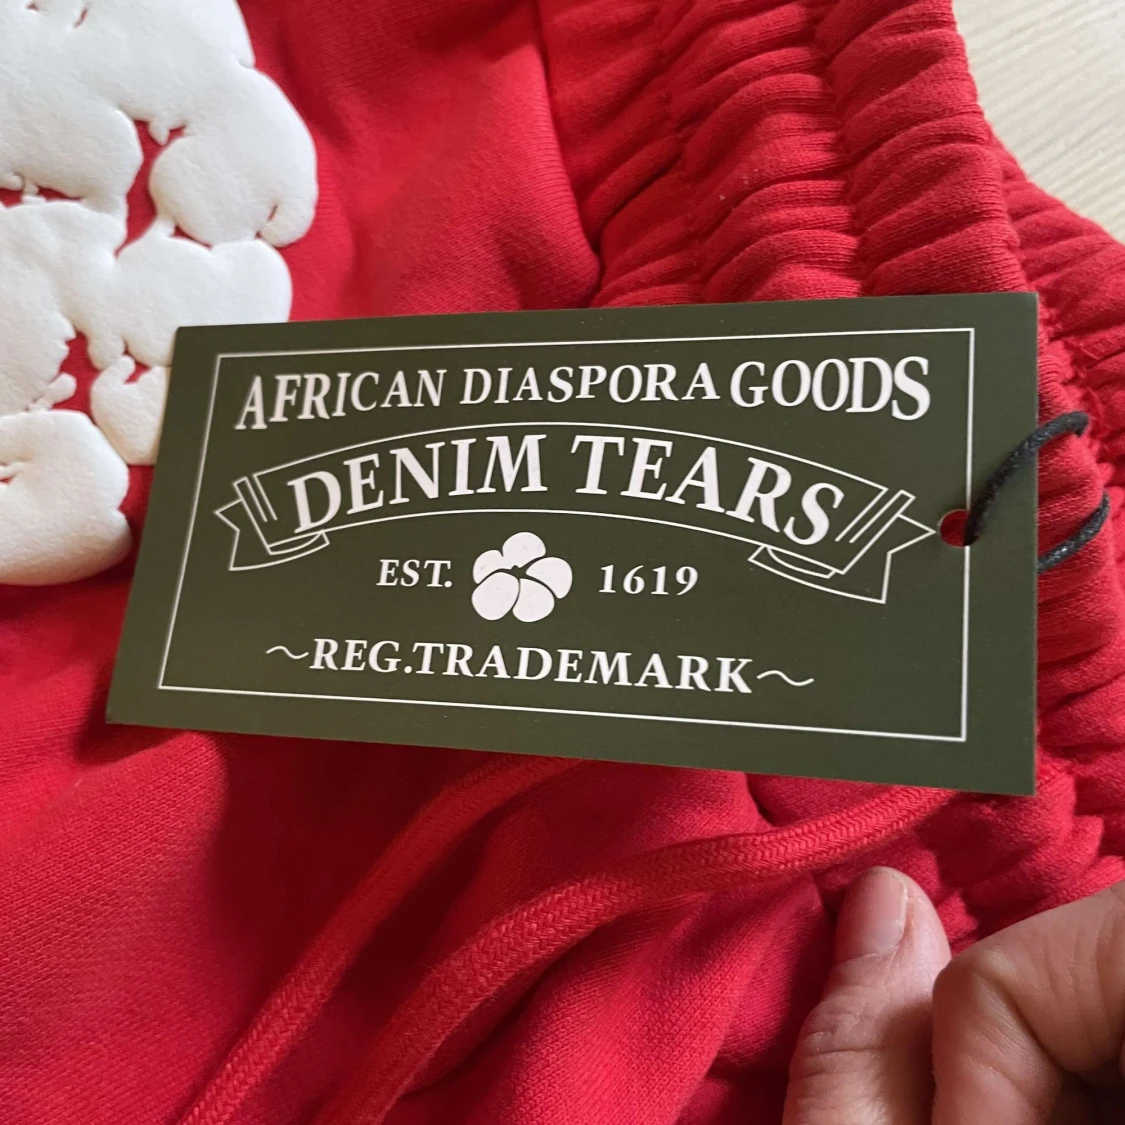 AFRICAN DIASPORA GOODS
DENIM TEARS
EST. 1619
~REG.TRADEMARK~